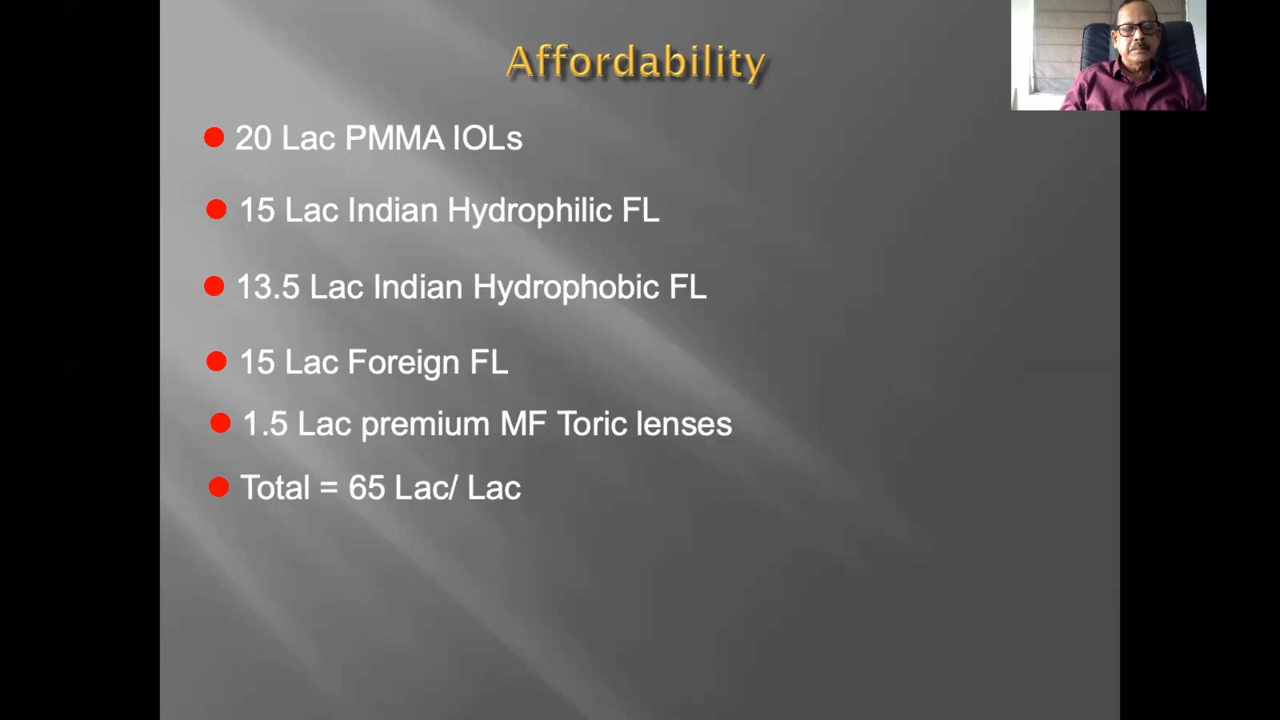 Affordability
20 Lac PMMA IOLs
15 Lac Indian Hydrophilic FL
13.5 Lac Indian Hydrophobic FL
15 Lac Foreign FL
1.5 Lac premium MF Toric lenses
Total = 65 Lac/ Lac